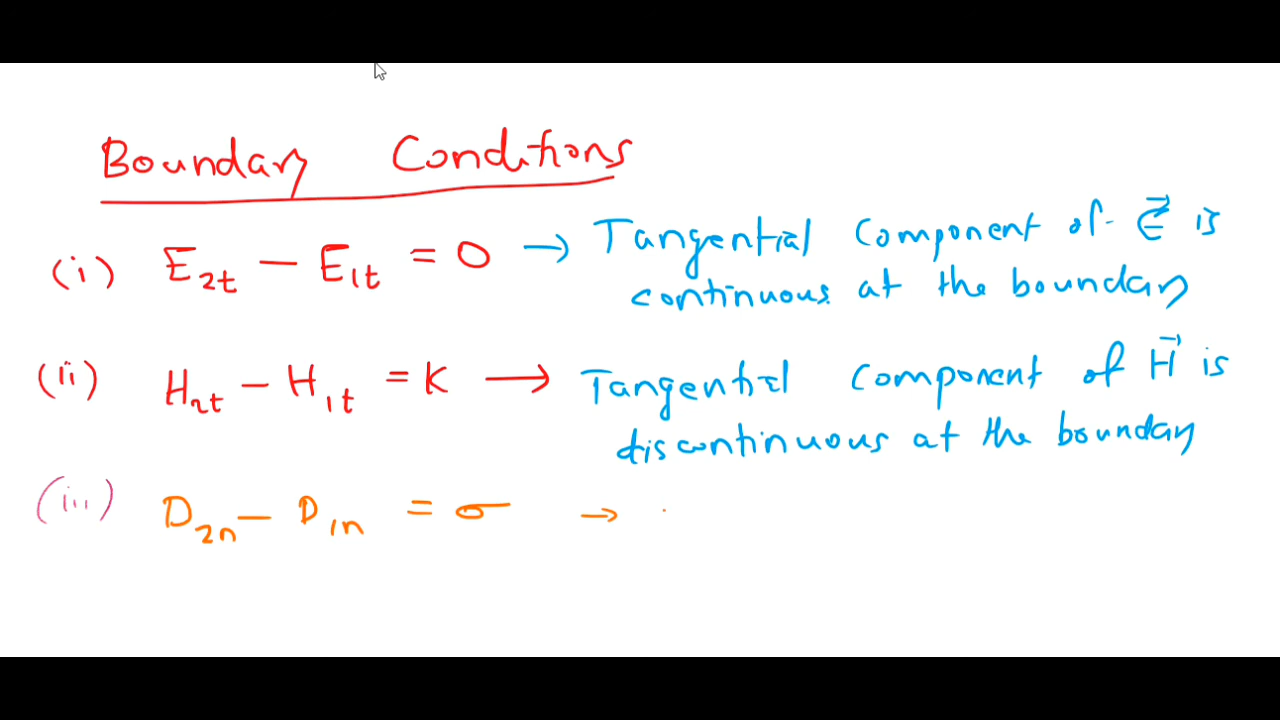 Boundary Conditions
(i) E2t − E1t = 0 → Tangential component of E⃗ is
continuous at the boundary
(ii) H2t − H1t = K → Tangential component of H⃗ is
discontinuous at the boundary
(iii) D2n − D1n = σ →